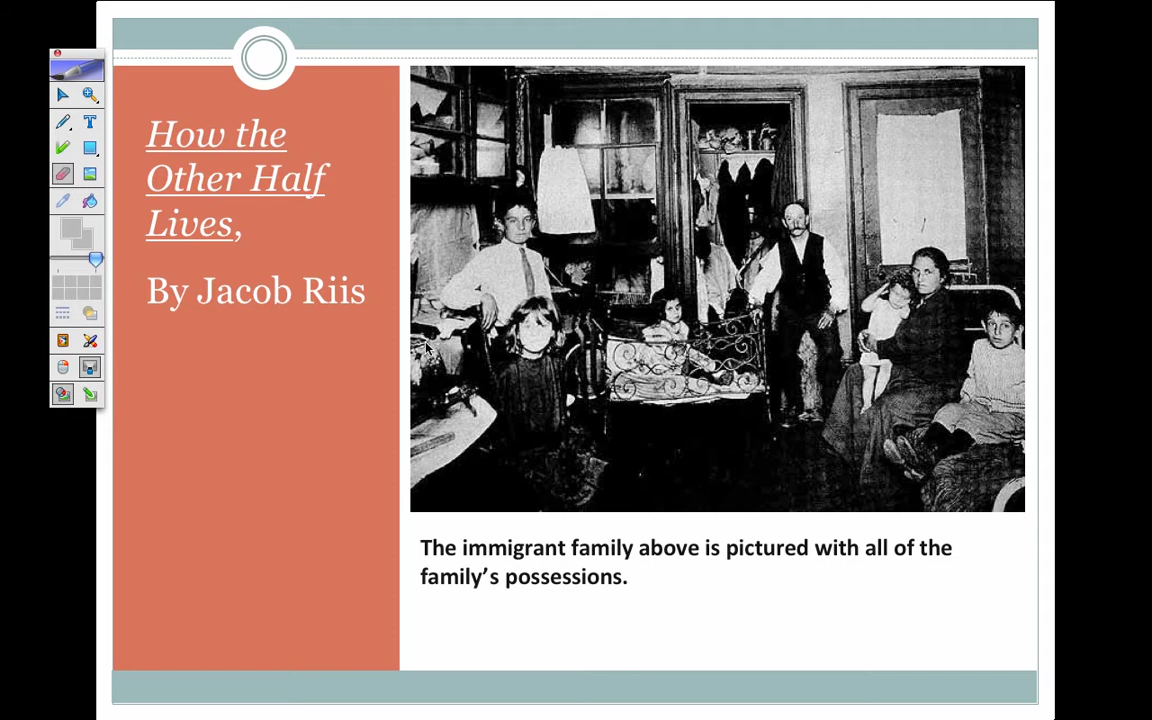 How the
Other Half
Lives,
By Jacob Riis
The immigrant family above is pictured with all of the
family’s possessions.